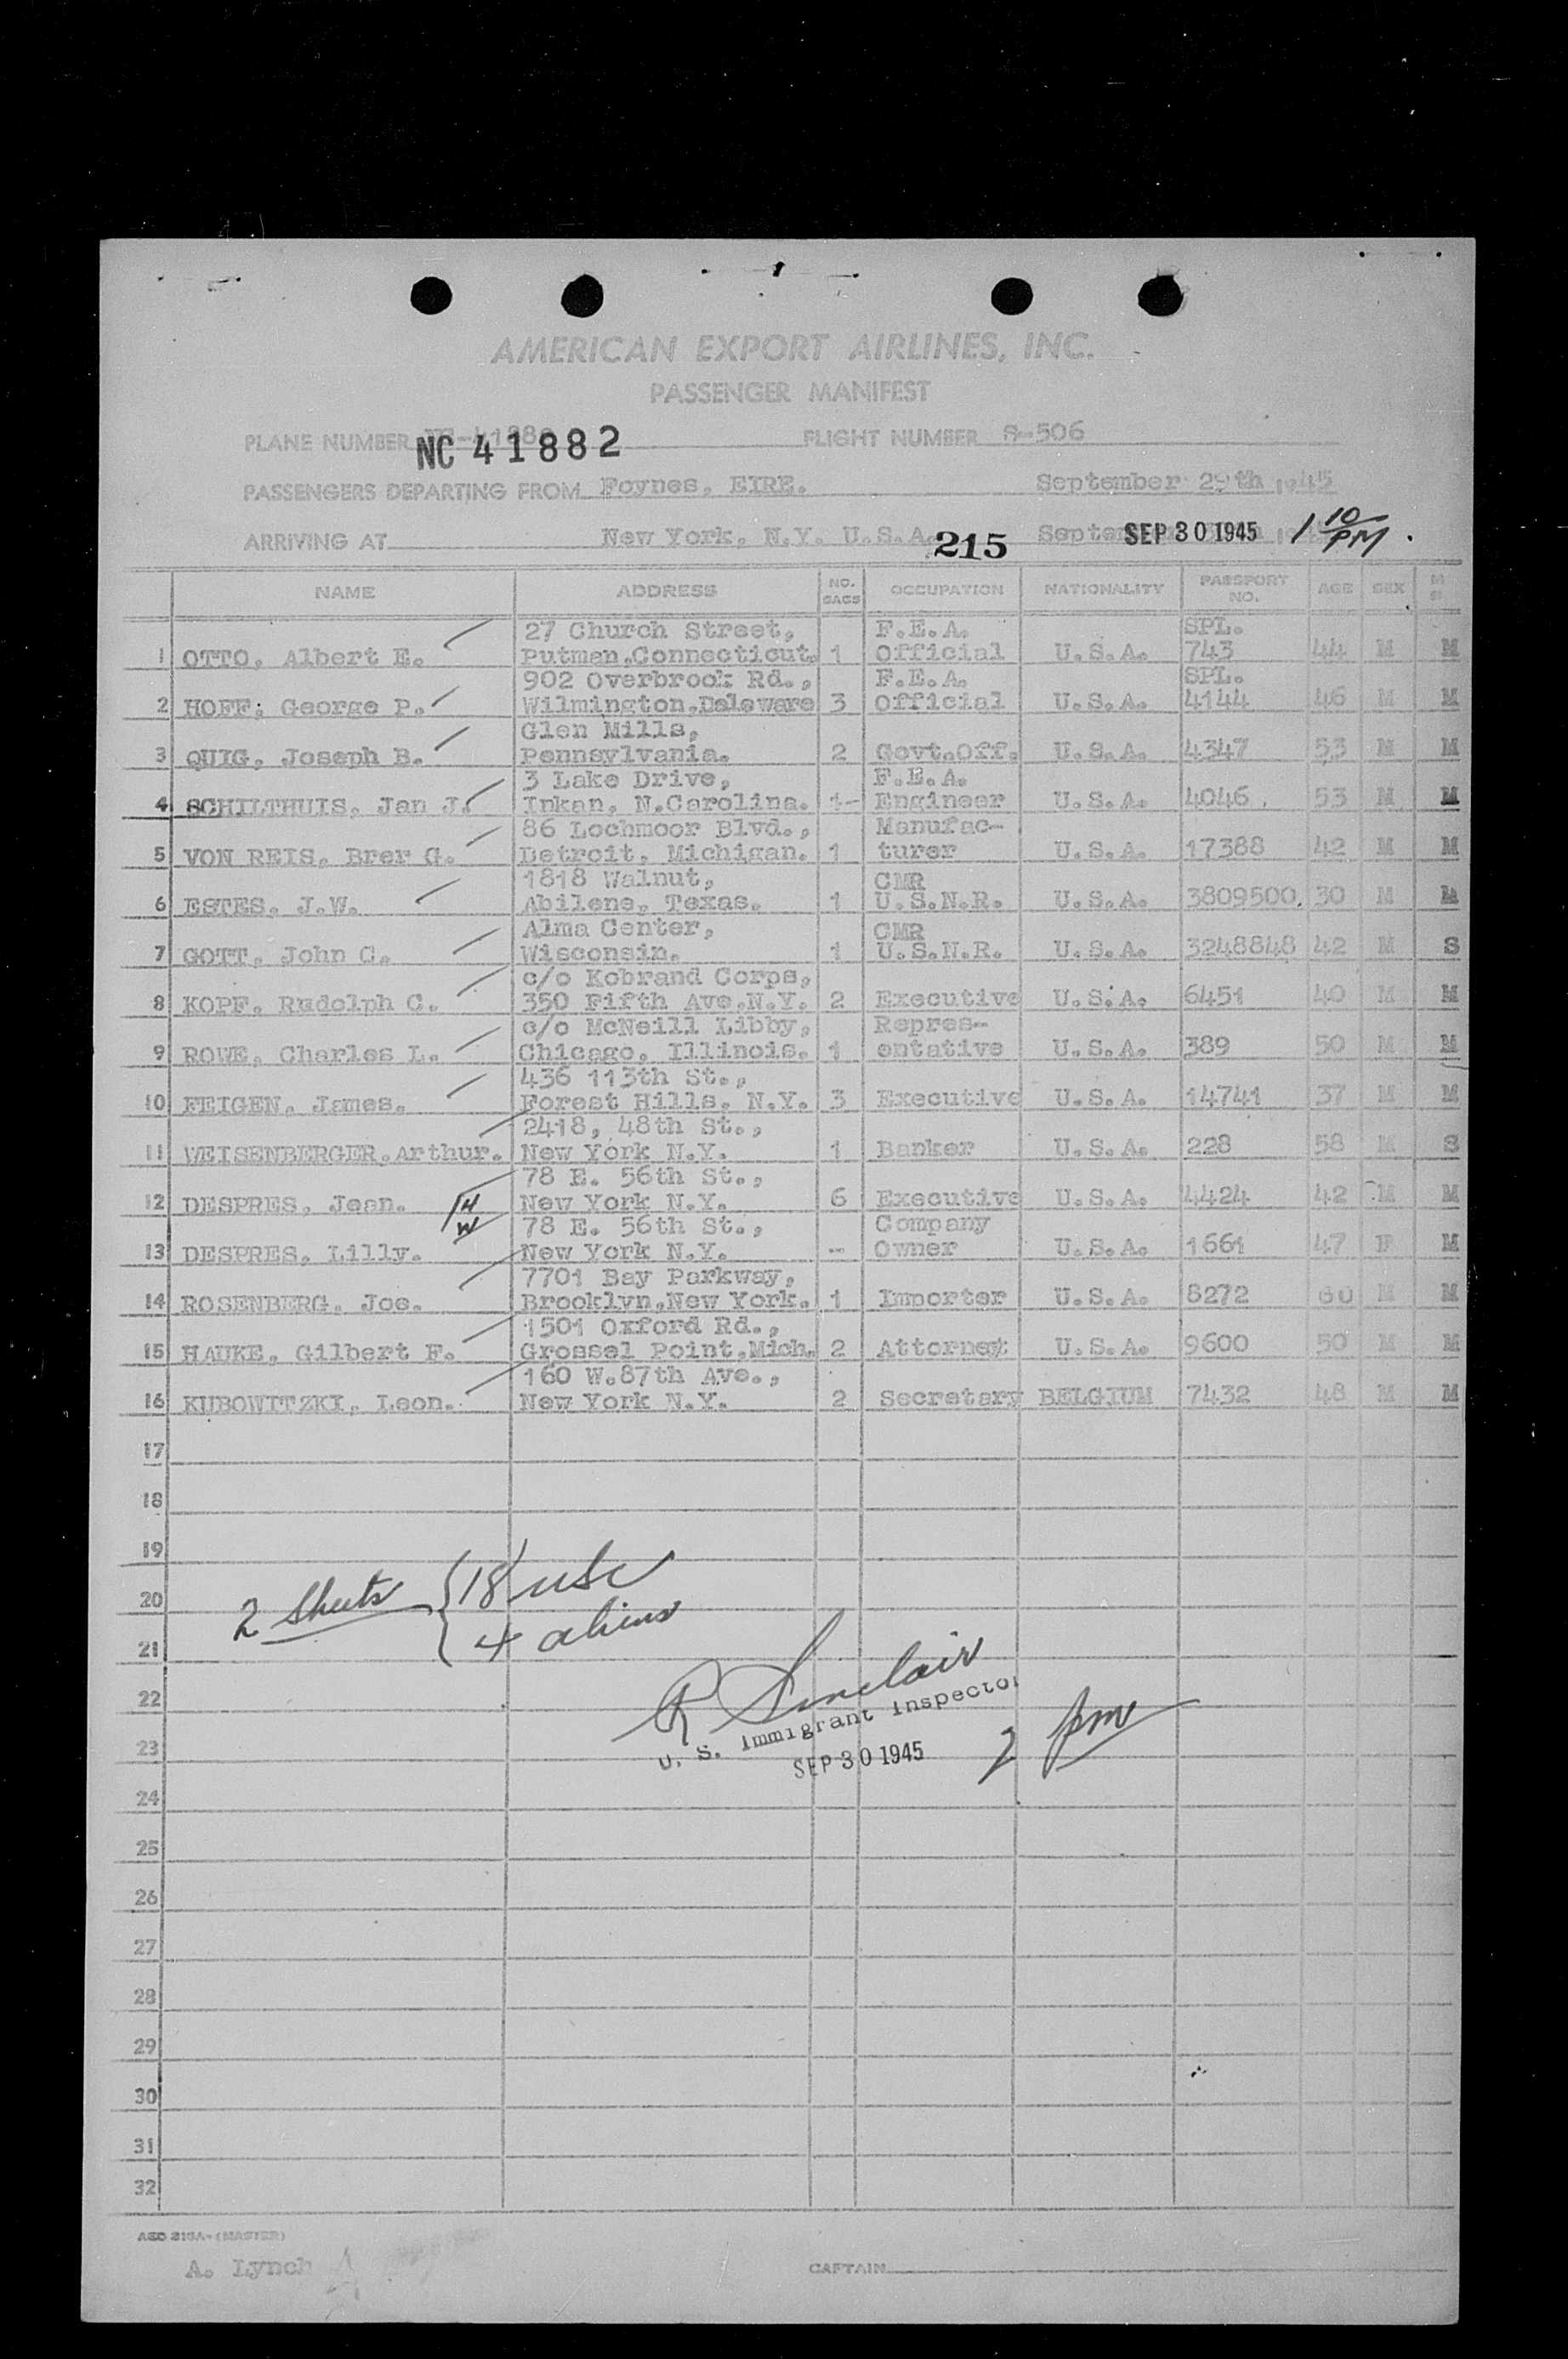 AMERICAN EXPORT AIRLINES, INC.
PASSENGER MANIFEST
PLANE NUMBER NC 41882 FLIGHT NUMBER S-506
PASSENGERS DEPARTING FROM Foynes, EIRE. September 29th 1945
ARRIVING AT New York, N.Y. U.S.A. 215 SEP 30 1945 1 10 PM.
NAME ADDRESS NO. BAGS OCCUPATION NATIONALITY PASSPORT NO. AGE SEX M
27 Church Street, F.E.A. SPL.
1 OTTO, Albert E. Putman,Connecticut. 1 Official U.S.A. 743 44 M M
902 Overbrook Rd., F.E.A. SPL.
2 HOFF, George P. Wilmington,Daleware 3 Official U.S.A. 4144 46 M M
Glen Mills,
3 QUIG, Joseph B. Pennsylvania. 2 Govt.Off. U.S.A. 4347 53 M M
3 Lake Drive, F.E.A.
4 SCHILTHUIS, Jan J. Inkan, N.Carolina. 1- Engineer U.S.A. 4046 53 M M
86 Lochmoor Blvd., Manufac-
5 VON REIS, Brer G. Detroit, Michigan. 1 turer U.S.A. 17388 42 M M
1818 Walnut, CMR
6 ESTES, J.W. Abilene, Texas. 1 U.S.N.R. U.S.A. 3809500 30 M M
Alma Center, CMR
7 GOTT, John C. Wisconsin. 1 U.S.N.R. U.S.A. 3248848 42 M S
c/o Kobrand Corps,
8 KOPF, Rudolph C. 350 Fifth Ave.N.Y. 2 Executive U.S.A. 6451 40 M M
c/o McNeill Libby, Repres-
9 ROWE, Charles L. Chicago, Illinois. 1 entative U.S.A. 389 50 M M
436 113th St.,
10 FEIGEN, James. Forest Hills, N.Y. 3 Executive U.S.A. 14741 37 M M
2418, 48th St.,
11 WEISENBERGER,Arthur. New York N.Y. 1 Banker U.S.A. 228 58 M S
78 E. 56th St.,
12 DESPRES, Jean. H New York N.Y. 6 Executive U.S.A. 4424 42 M M
W 78 E. 56th St., Company
13 DESPRES, Lilly. New York N.Y. -- Owner U.S.A. 1661 47 F M
7701 Bay Parkway,
14 ROSENBERG, Joe. Brooklyn,New York. 1 Importer U.S.A. 8272 60 M M
1501 Oxford Rd.,
15 HAUKE, Gilbert F. Grossel Point,Mich. 2 Attorney U.S.A. 9600 50 M M
160 W.87th Ave.,
16 KUBOWITZKI, Leon. New York N.Y. 2 Secretary BELGIUM 7432 48 M M
17
18
19
20
21
22
23
24
25
26
27
28
29
30
31
32
2 Sheets { 18 usc
4 aliens
R Sinclair
U. S. Immigrant Inspector
SEP 30 1945 2 pm
(MASTER)
A. Lynch CAPTAIN